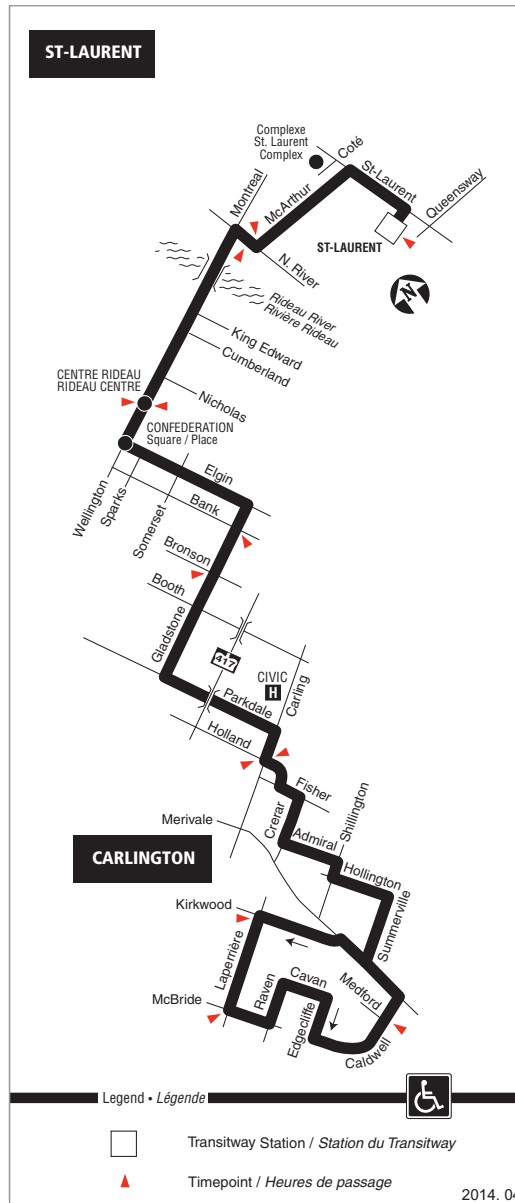 ST-LAURENT
Complexe
St. Laurent
Complex
Coté
St-Laurent
Queensway
McArthur
Montreal
ST-LAURENT
N. River
N
Rideau River
Rivière Rideau
King Edward
Cumberland
CENTRE RIDEAU
RIDEAU CENTRE
Nicholas
CONFEDERATION
Square / Place
Elgin
Wellington
Sparks
Bank
Somerset
Bronson
Booth
Gladstone
417
CIVIC
H
Carling
Parkdale
Holland
Fisher
Merivale
Crerar
Shillington
Admiral
CARLINGTON
Hollington
Summerville
Kirkwood
Laperrière
Medford
Cavan
Raven
McBride
Edgecliffe
Caldwell
Legend • Légende
Transitway Station / Station du Transitway
Timepoint / Heures de passage
2014. 04